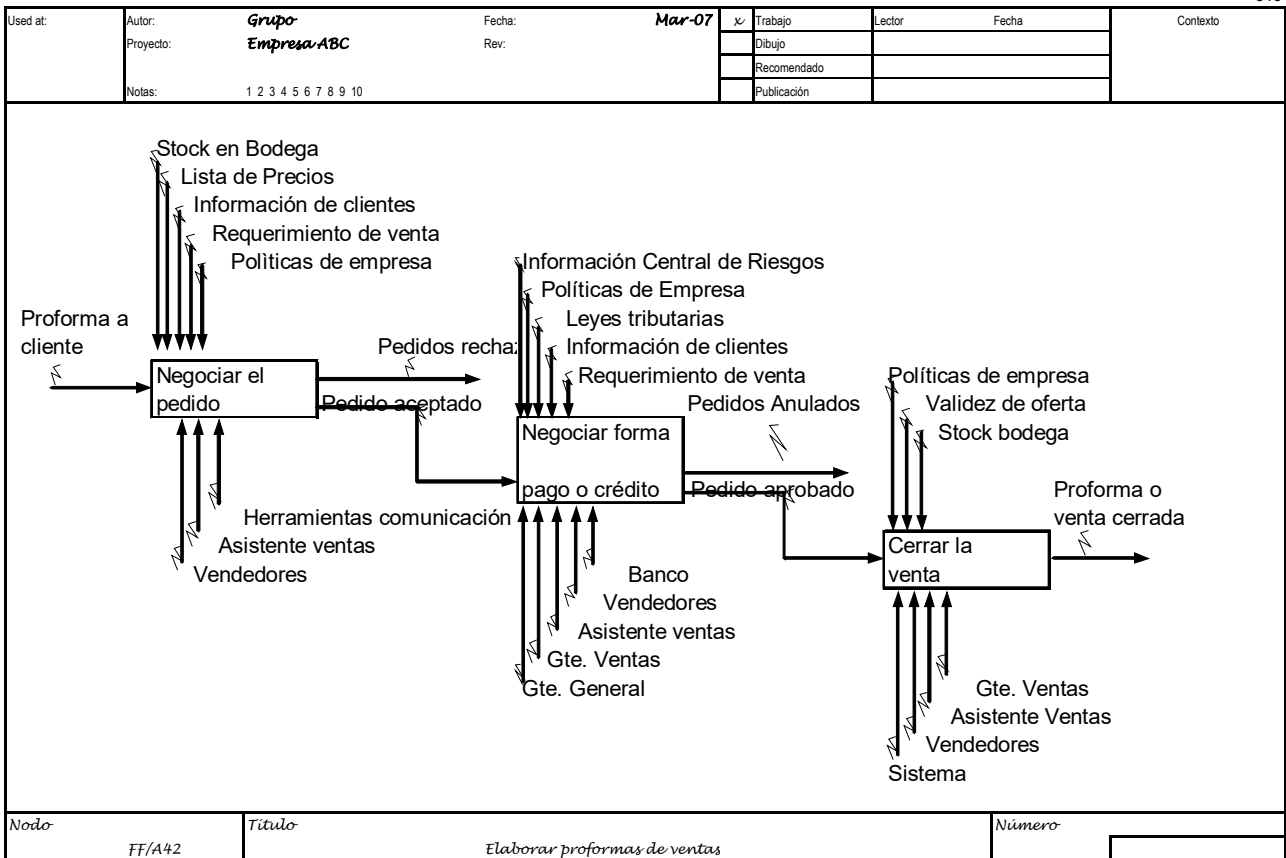 Used at:
Autor:
Grupo
Fecha:
Mar-07
x
Trabajo
Lector
Fecha
Contexto
Proyecto:
Empresa ABC
Rev:
Dibujo
Recomendado
Notas:
1 2 3 4 5 6 7 8 9 10
Publicación
Stock en Bodega
Lista de Precios
Información de clientes
Requerimiento de venta
Polìticas de empresa
Proforma a
cliente
Negociar el
pedido
Pedidos rechaz
Pedido aceptado
Herramientas comunicación
Asistente ventas
Vendedores
Información Central de Riesgos
Políticas de Empresa
Leyes tributarias
Información de clientes
Requerimiento de venta
Pedidos Anulados
Negociar forma
pago o crédito
Pedido aprobado
Banco
Vendedores
Asistente ventas
Gte. Ventas
Gte. General
Políticas de empresa
Validez de oferta
Stock bodega
Cerrar la
venta
Proforma o
venta cerrada
Gte. Ventas
Asistente Ventas
Vendedores
Sistema
Nodo
FF/A42
Título
Elaborar proformas de ventas
Número